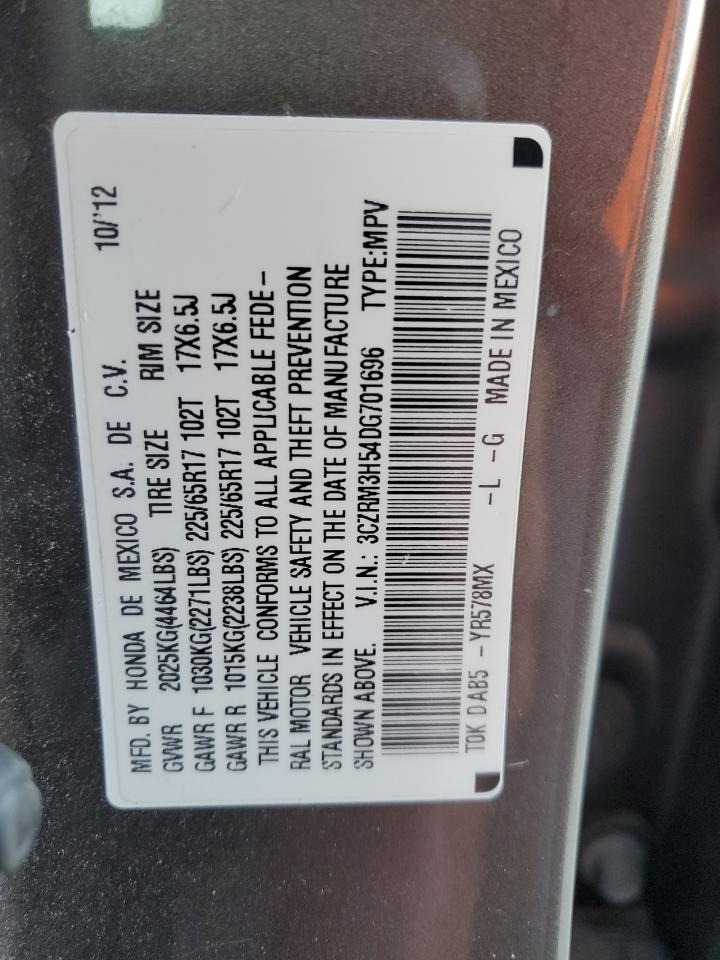 MFD. BY HONDA DE MEXICO S.A. DE C.V. 10/'12
GVWR 2025KG(4464LBS) TIRE SIZE RIM SIZE
GAWR F 1030KG(2271LBS) 225/65R17 102T 17X6.5J
GAWR R 1015KG(2238LBS) 225/65R17 102T 17X6.5J
THIS VEHICLE CONFORMS TO ALL APPLICABLE FEDE-
RAL MOTOR VEHICLE SAFETY AND THEFT PREVENTION
STANDARDS IN EFFECT ON THE DATE OF MANUFACTURE
SHOWN ABOVE. V.I.N.: 3CZRM3H54DG701696 TYPE:MPV
TOK D AB5 -YR578MX -L -G MADE IN MEXICO